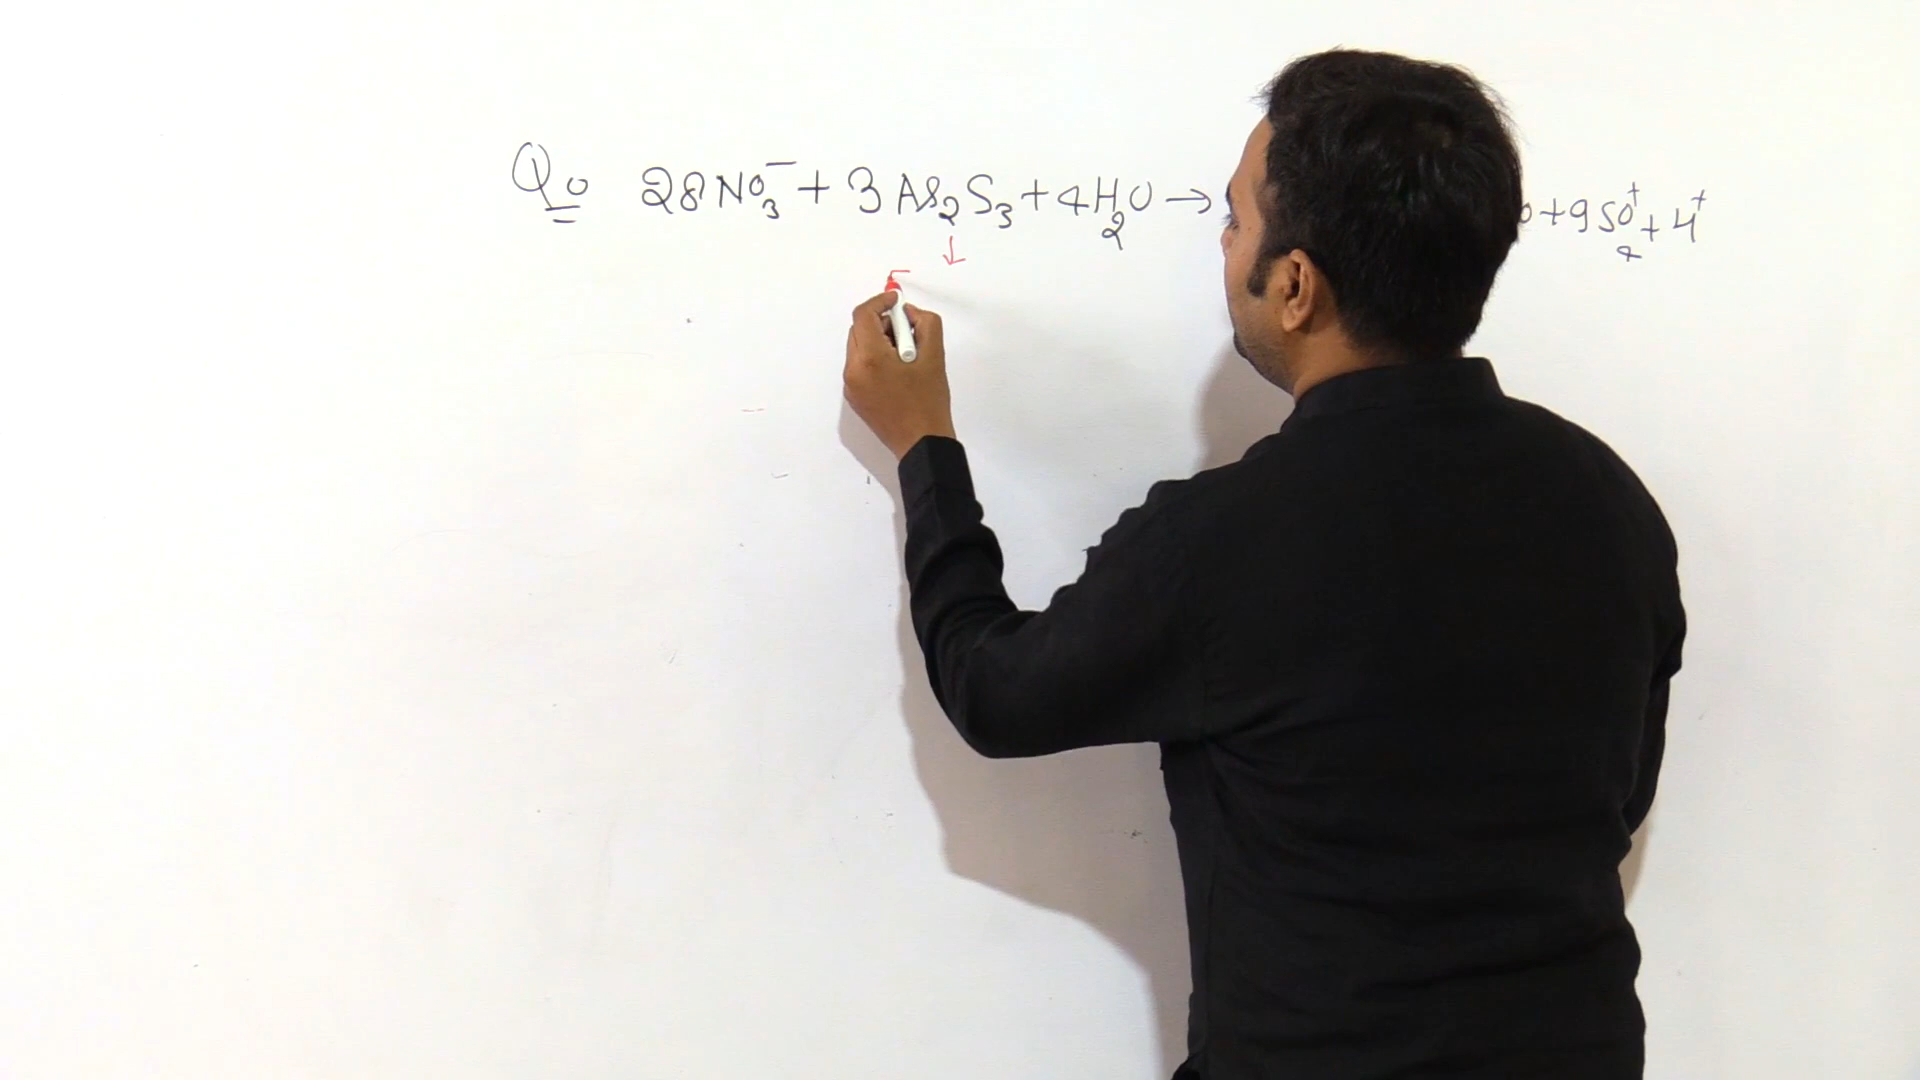 Q. 28NO₃⁻ + 3As₂S₃ + 4H₂O → o + 9SO₄⁺ + 4⁺
↓